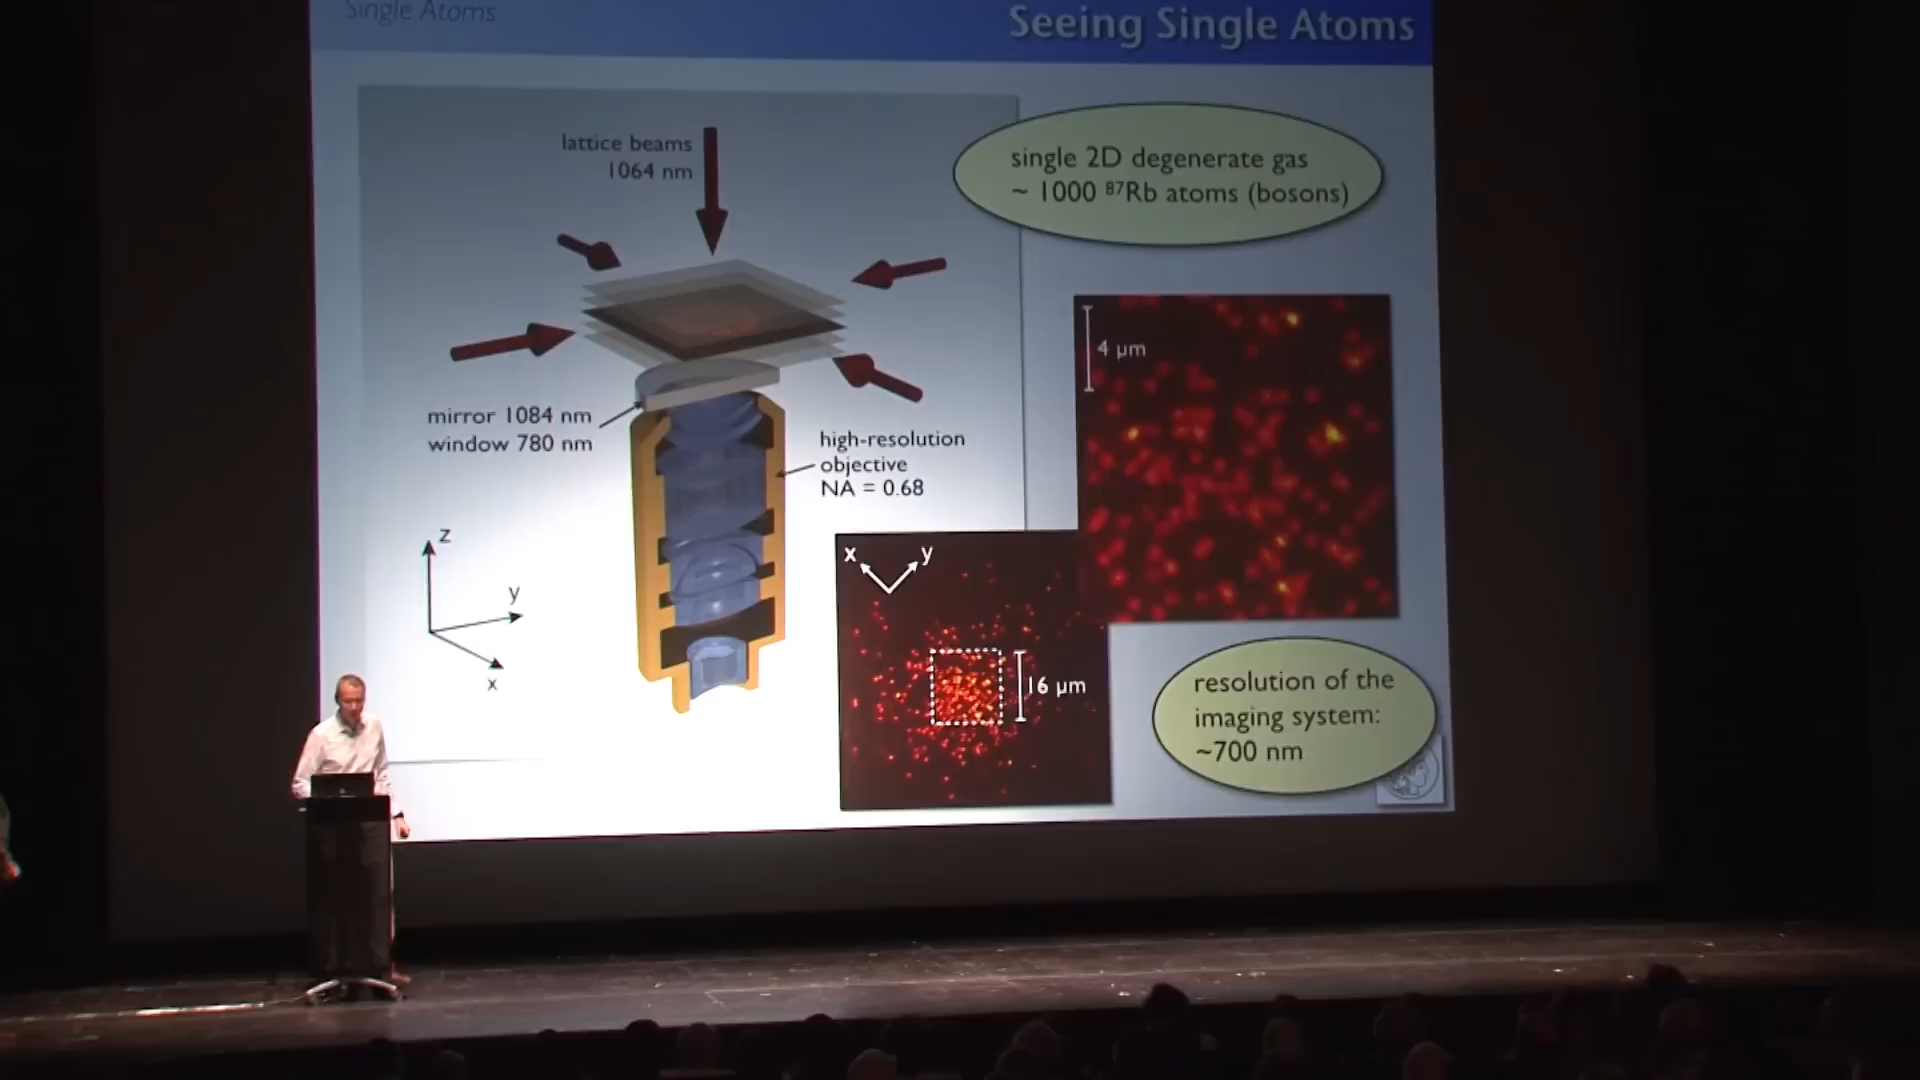 Single Atoms
Seeing Single Atoms
lattice beams
1064 nm
single 2D degenerate gas
~ 1000 ⁸⁷Rb atoms (bosons)
4 µm
mirror 1084 nm
window 780 nm
high-resolution
objective
NA = 0.68
z
y
x
x
y
16 µm
resolution of the
imaging system:
~700 nm